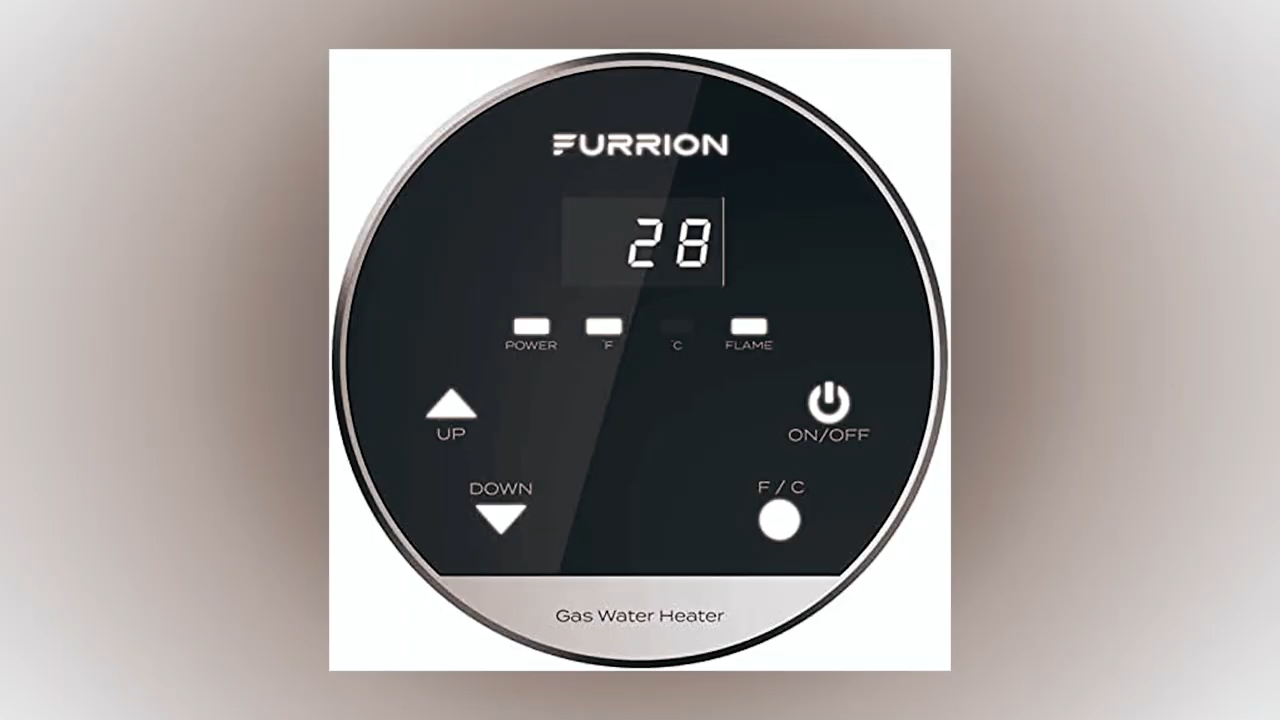 FURRION
28
POWER °F °C FLAME
UP
ON/OFF
DOWN
F / C
Gas Water Heater